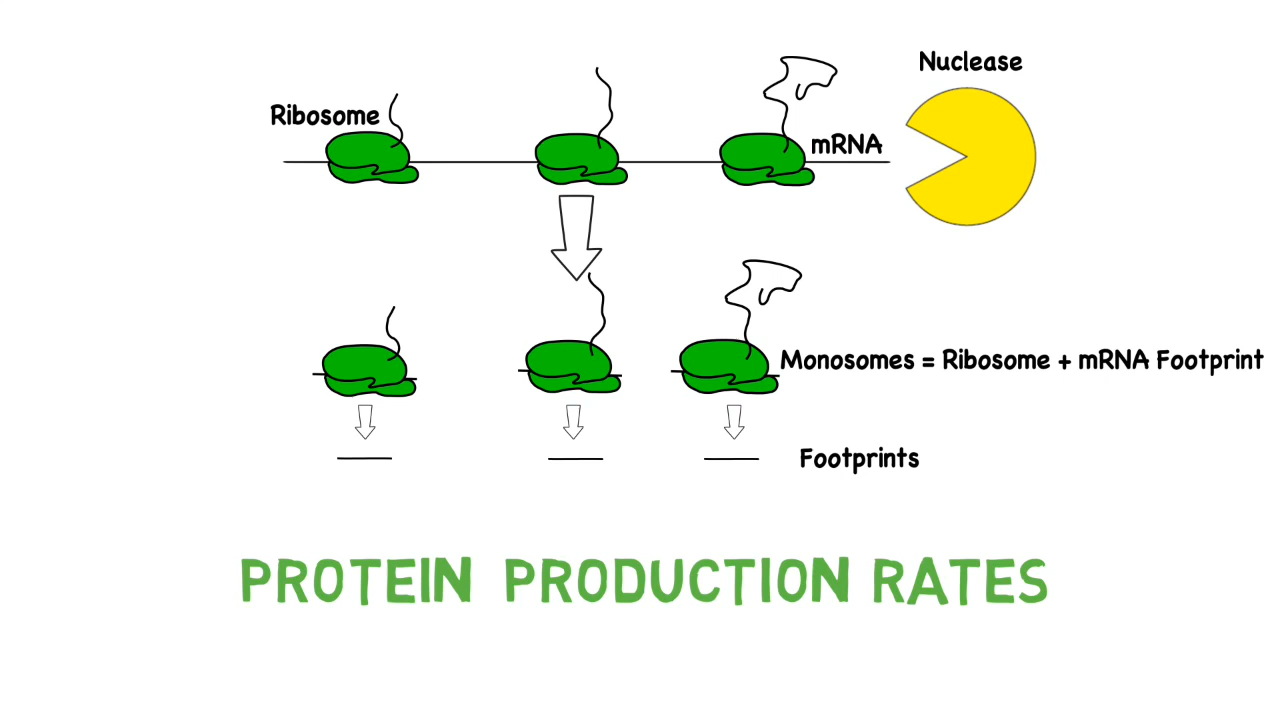 Nuclease
Ribosome
mRNA
Monosomes = Ribosome + mRNA Footprint
Footprints
PROTEIN PRODUCTION RATES